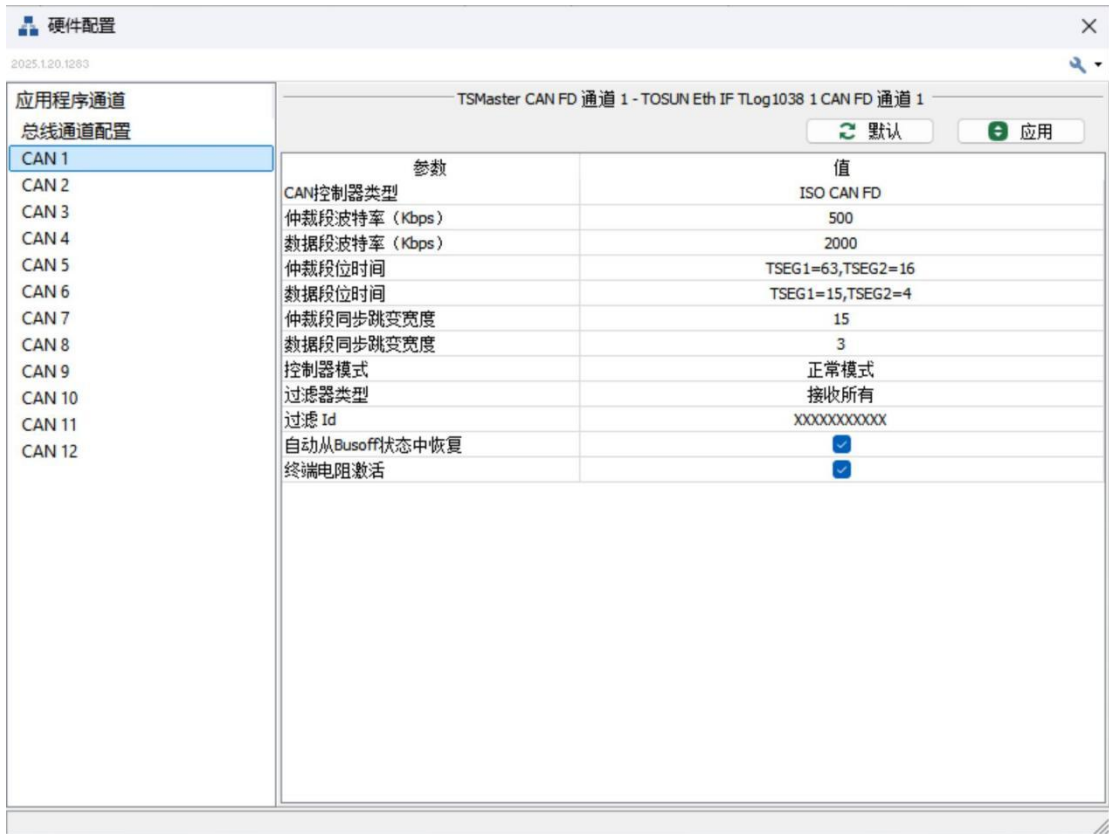 硬件配置
2025.1.20.1283
应用程序通道
总线通道配置
CAN 1
CAN 2
CAN 3
CAN 4
CAN 5
CAN 6
CAN 7
CAN 8
CAN 9
CAN 10
CAN 11
CAN 12
TSMaster CAN FD 通道 1 - TOSUN Eth IF TLog1038 1 CAN FD 通道 1
默认 应用
参数 值
CAN控制器类型 ISO CAN FD
仲裁段波特率（Kbps） 500
数据段波特率（Kbps） 2000
仲裁段位时间 TSEG1=63,TSEG2=16
数据段位时间 TSEG1=15,TSEG2=4
仲裁段同步跳变宽度 15
数据段同步跳变宽度 3
控制器模式 正常模式
过滤器类型 接收所有
过滤 Id XXXXXXXXXXX
自动从Busoff状态中恢复
终端电阻激活